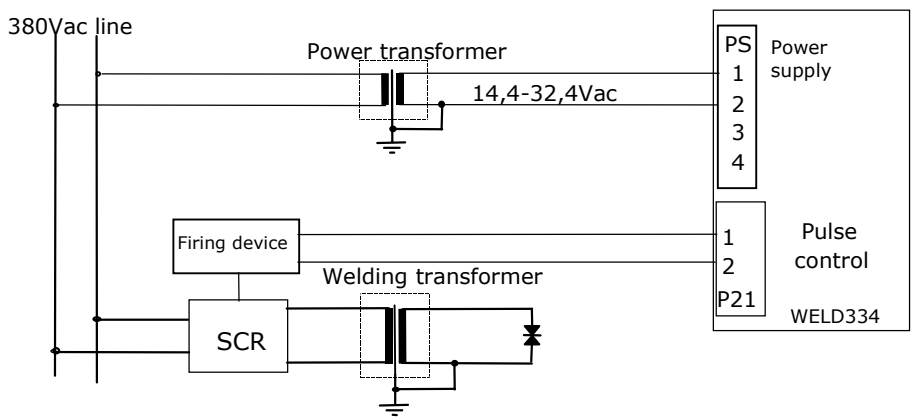 380Vac line
Power transformer
14,4-32,4Vac
PS
1
2
3
4
Power
supply
Firing device
Welding transformer
SCR
1
2
P21
Pulse
control
WELD334